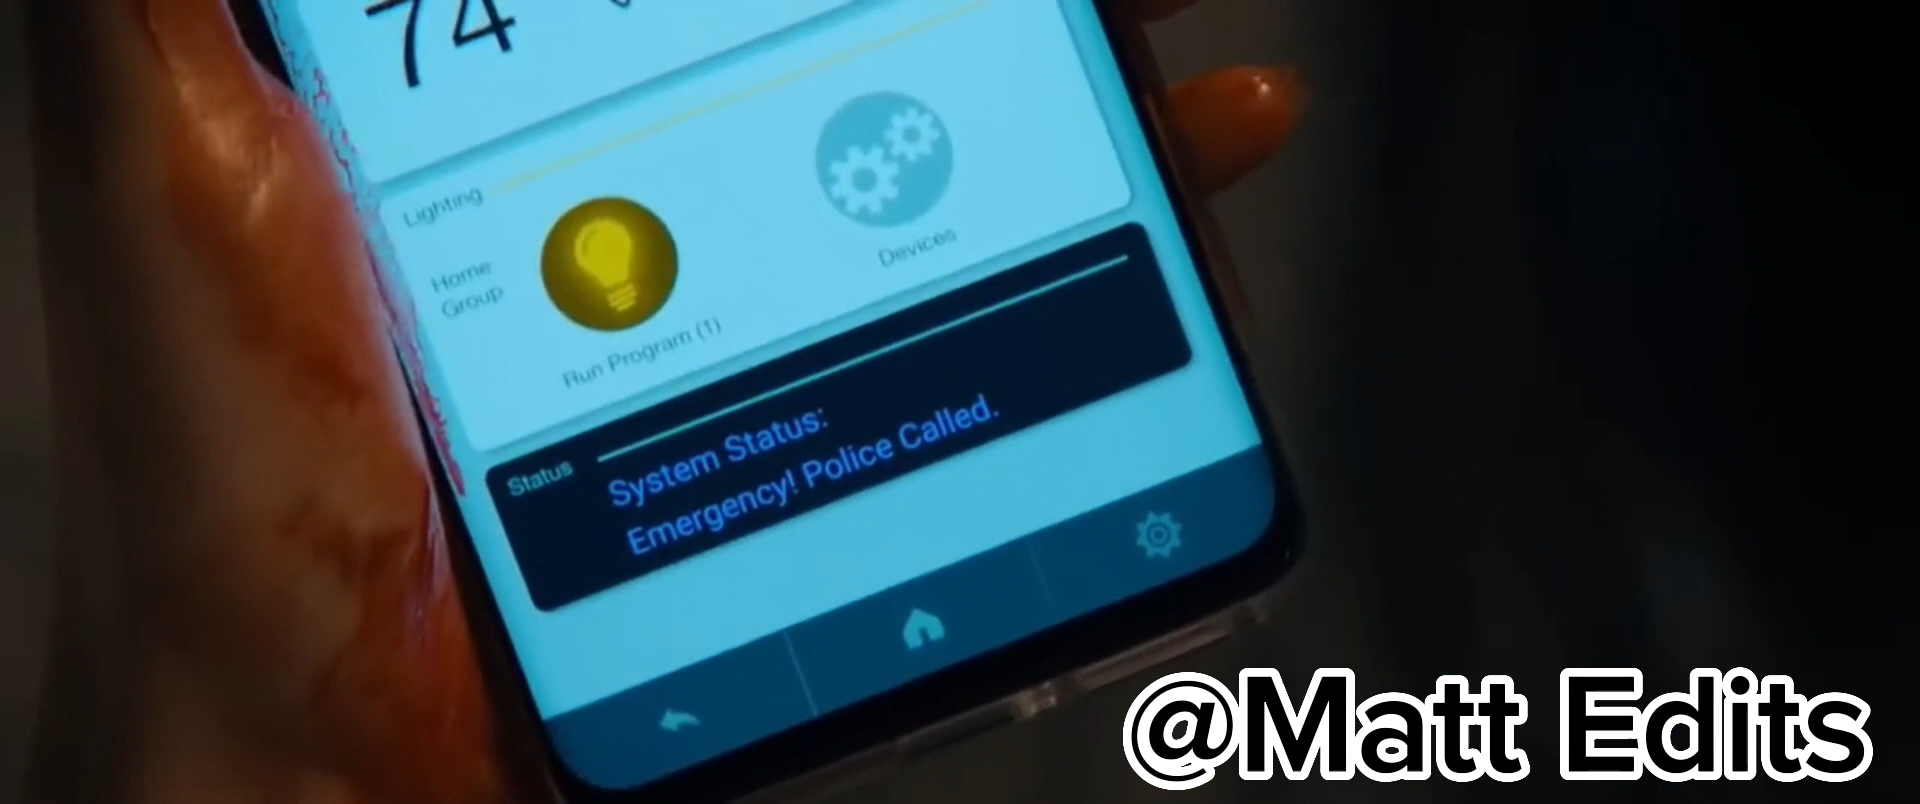 74
Lighting
Home
Group
Run Program (1)
Devices
Status
System Status:
Emergency! Police Called.
@Matt Edits